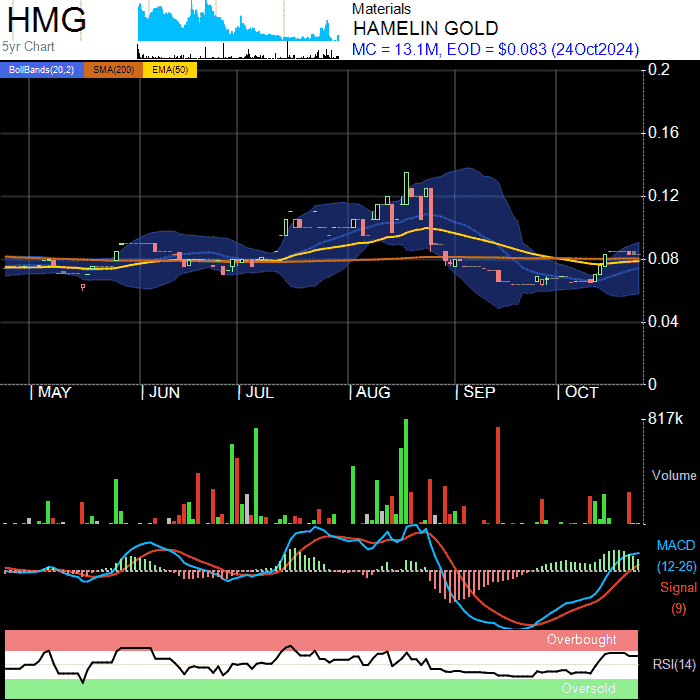 HMG
5yr Chart
Materials
HAMELIN GOLD
MC = 13.1M, EOD = $0.083 (24Oct2024)
BollBands(20,2) SMA(200) EMA(50)
0.2
0.16
0.12
0.08
0.04
0
MAY JUN JUL AUG SEP OCT
817k
Volume
MACD
(12-26)
Signal
(9)
Overbought
RSI(14)
Oversold